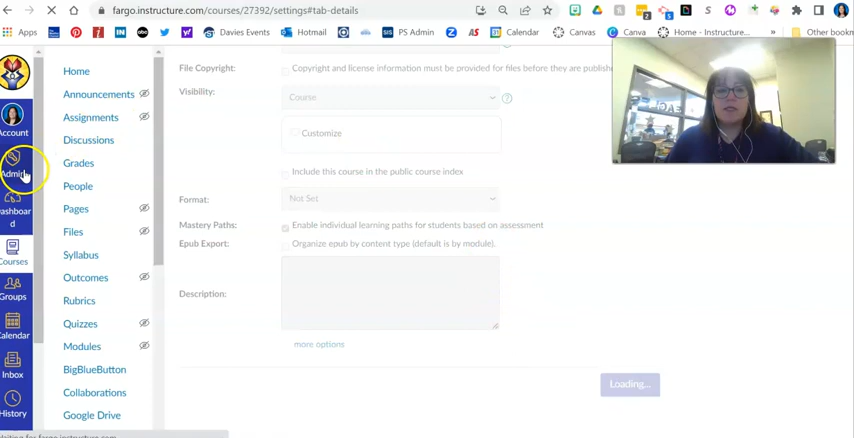 fargo.instructure.com/courses/27392/settings#tab-details
Apps
Davies Events
Hotmail
PS Admin
Calendar
Canvas
Canva
Home - Instructure...
»
Other bookm
Account
Admin
Dashboar
d
Courses
Groups
Calendar
Inbox
History
Home
Announcements
Assignments
Discussions
Grades
People
Pages
Files
Syllabus
Outcomes
Rubrics
Quizzes
Modules
BigBlueButton
Collaborations
Google Drive
File Copyright:
Copyright and license information must be provided for files before they are publishe
Visibility:
Course
Customize
Include this course in the public course index
Format:
Not Set
Mastery Paths:
Enable individual learning paths for students based on assessment
Epub Export:
Organize epub by content type (default is by module).
Description:
more options
Loading...